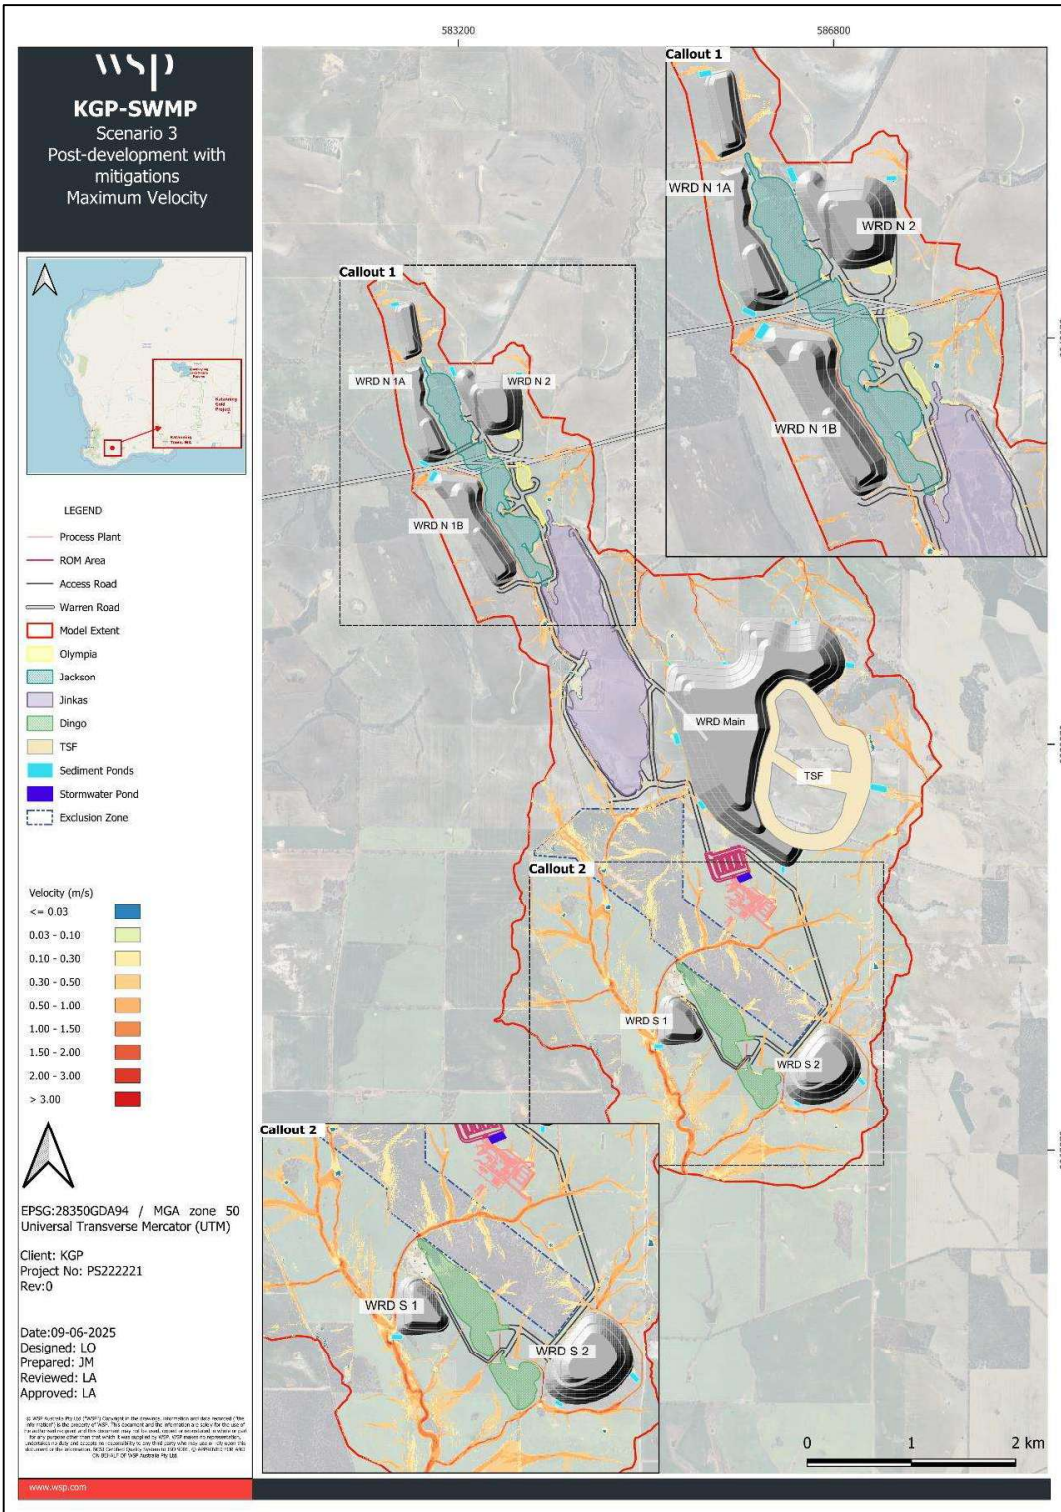 583200
586800
wsp
KGP-SWMP
Scenario 3
Post-development with
mitigations
Maximum Velocity
LEGEND
Process Plant
ROM Area
Access Road
Warren Road
Model Extent
Olympia
Jackson
Jinkas
Dingo
TSF
Sediment Ponds
Stormwater Pond
Exclusion Zone
Velocity (m/s)
<= 0.03
0.03 - 0.10
0.10 - 0.30
0.30 - 0.50
0.50 - 1.00
1.00 - 1.50
1.50 - 2.00
2.00 - 3.00
> 3.00
EPSG:28350GDA94 / MGA zone 50
Universal Transverse Mercator (UTM)
Client: KGP
Project No: PS222221
Rev:0
Date:09-06-2025
Designed: LO
Prepared: JM
Reviewed: LA
Approved: LA
www.wsp.com
Callout 1
WRD N 1A
WRD N 2
WRD N 1B
Callout 1
WRD N 1A
WRD N 2
WRD N 1B
WRD Main
TSF
Callout 2
WRD S 1
WRD S 2
Callout 2
WRD S 1
WRD S 2
0
1
2 km